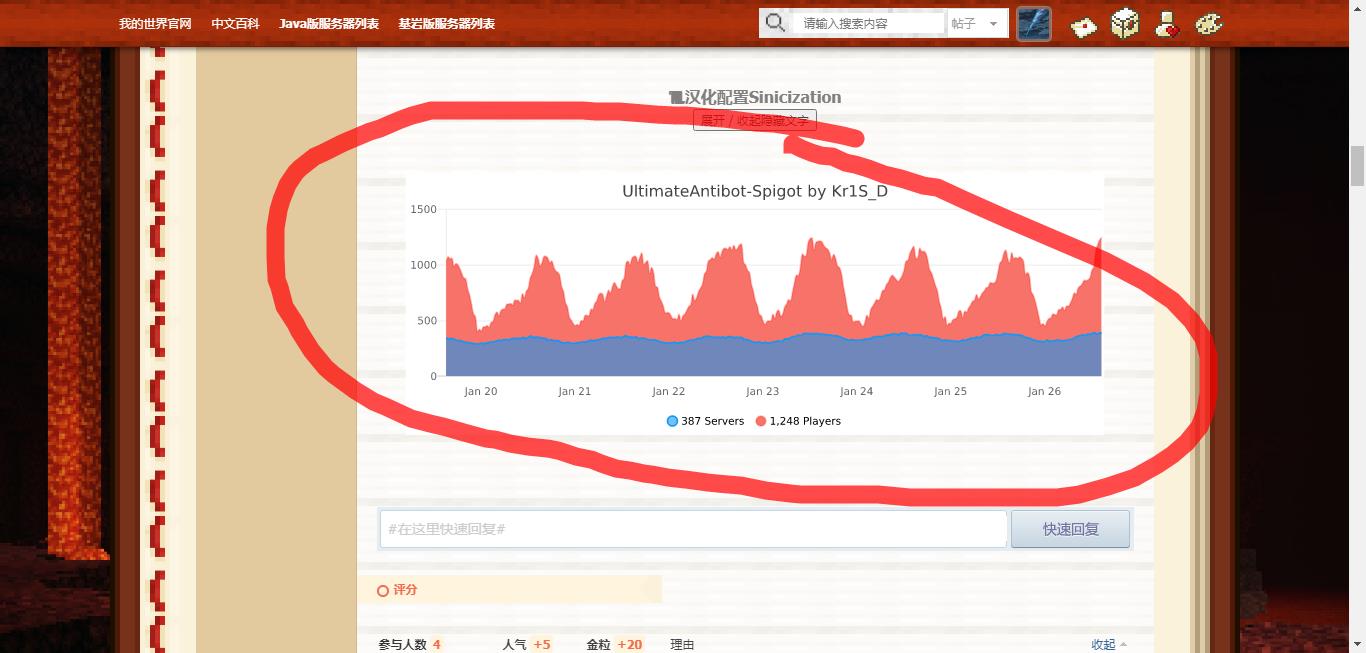 我的世界官网 中文百科 Java版服务器列表 基岩版服务器列表 请输入搜索内容 帖子
汉化配置Sinicization
展开 / 收起隐藏文字
UltimateAntibot-Spigot by Kr1S_D
1500
1000
500
0
Jan 20 Jan 21 Jan 22 Jan 23 Jan 24 Jan 25 Jan 26
387 Servers 1,248 Players
#在这里快速回复# 快速回复
评分
参与人数 4 人气 +5 金粒 +20 理由 收起